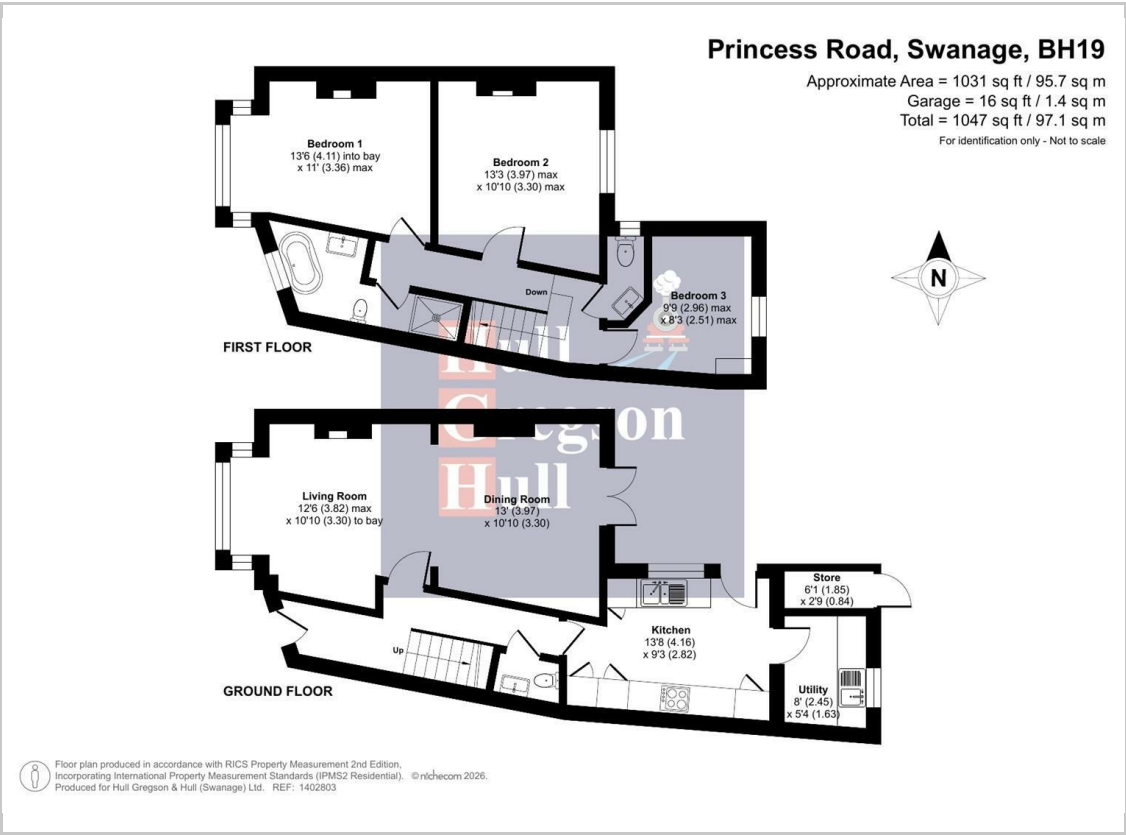 Princess Road, Swanage, BH19
Approximate Area = 1031 sq ft / 95.7 sq m
Garage = 16 sq ft / 1.4 sq m
Total = 1047 sq ft / 97.1 sq m
For identification only - Not to scale
Bedroom 1
13'6 (4.11) into bay
x 11' (3.36) max
Bedroom 2
13'3 (3.97) max
x 10'10 (3.30) max
N
Down
Bedroom 3
9'9 (2.96) max
x 8'3 (2.51) max
FIRST FLOOR
Hull
Gregson
Hull
Living Room
12'6 (3.82) max
x 10'10 (3.30) to bay
Dining Room
13' (3.97)
x 10'10 (3.30)
Store
6'1 (1.85)
x 2'9 (0.84)
Kitchen
13'8 (4.16)
x 9'3 (2.82)
Up
Utility
8' (2.45)
x 5'4 (1.63)
GROUND FLOOR
Floor plan produced in accordance with RICS Property Measurement 2nd Edition,
Incorporating International Property Measurement Standards (IPMS2 Residential). © nichecom 2026.
Produced for Hull Gregson & Hull (Swanage) Ltd. REF: 1402803